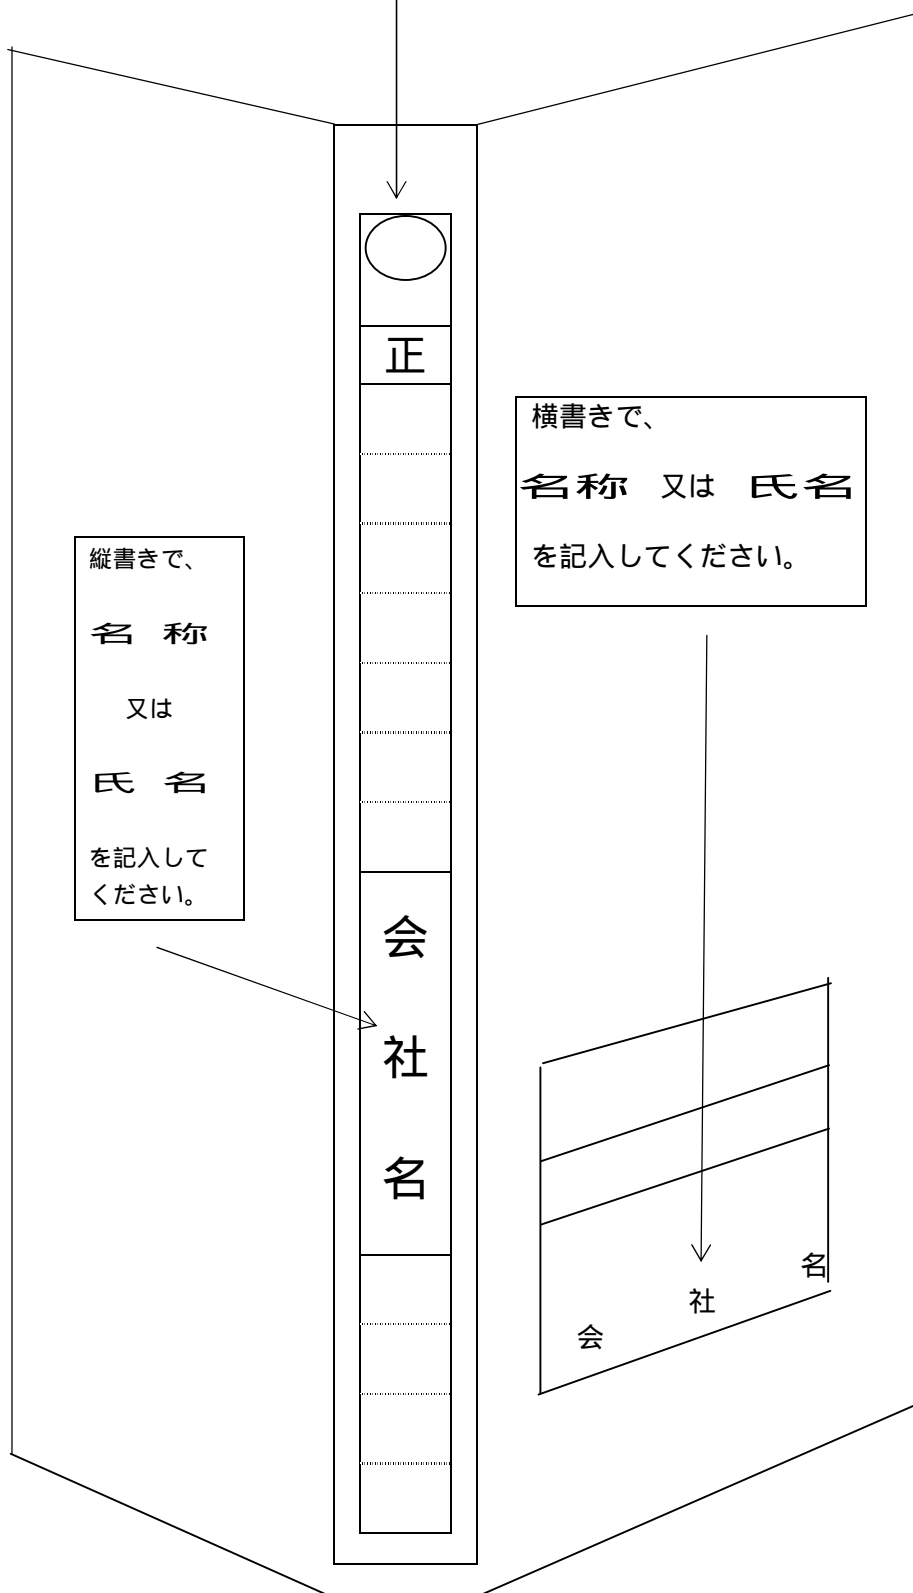 正
横書きで、
名称 又は 氏名
を記入してください。
縦書きで、
名 称
又は
氏 名
を記入して
ください。
会
社
名
会 社 名